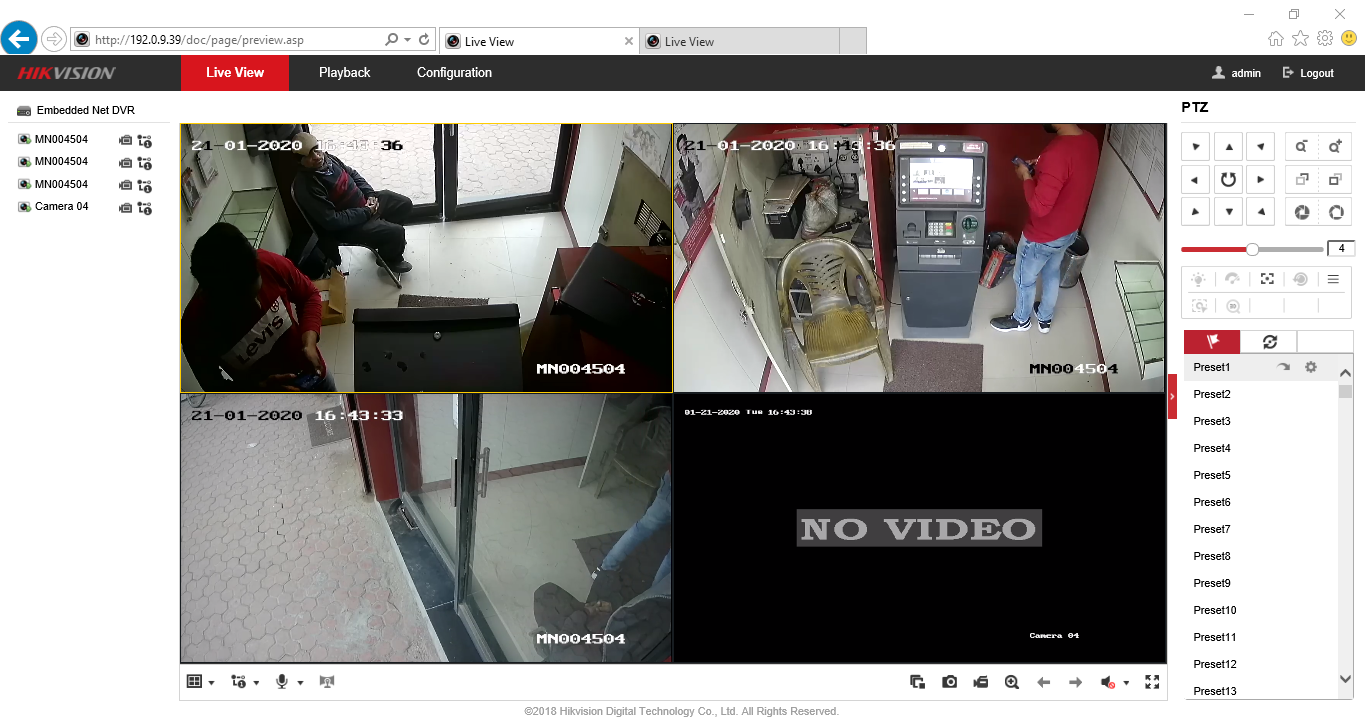 http://192.0.9.39/doc/page/preview.asp
Live View
Live View
HIKVISION
Live View
Playback
Configuration
admin
Logout
Embedded Net DVR
MN004504
MN004504
MN004504
Camera 04
21-01-2020 16:43:36
Levi's
MN004504
21-01-2020 16:43:36
MN004504
21-01-2020 16:43:33
MN004504
01-21-2020 Tue 16:43:38
NO VIDEO
Camera 04
PTZ
4
Preset1
Preset2
Preset3
Preset4
Preset5
Preset6
Preset7
Preset8
Preset9
Preset10
Preset11
Preset12
Preset13
©2018 Hikvision Digital Technology Co., Ltd. All Rights Reserved.